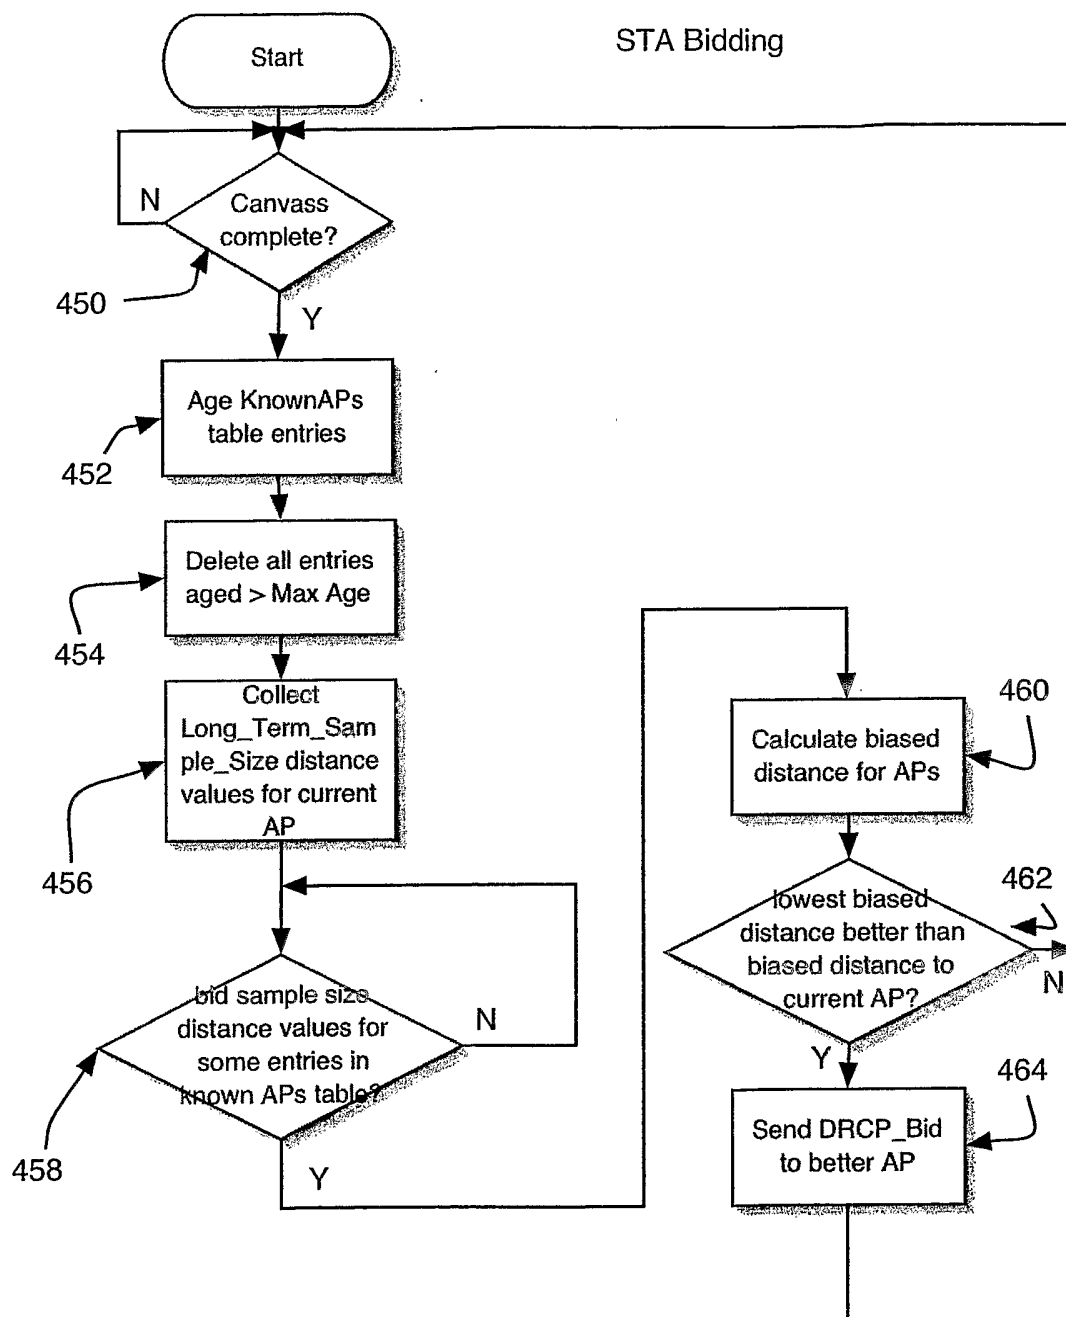 STA Bidding
Start
N
Canvass
complete?
450
Y
Age KnownAPs
table entries
452
Delete all entries
aged > Max Age
454
Collect
Long_Term_Sam
ple_Size distance
values for current
AP
456
bid sample size
distance values for
some entries in
known APs table?
N
458
Y
460
Calculate biased
distance for APs
462
lowest biased
distance better than
biased distance to
current AP?
N
Y
464
Send DRCP_Bid
to better AP